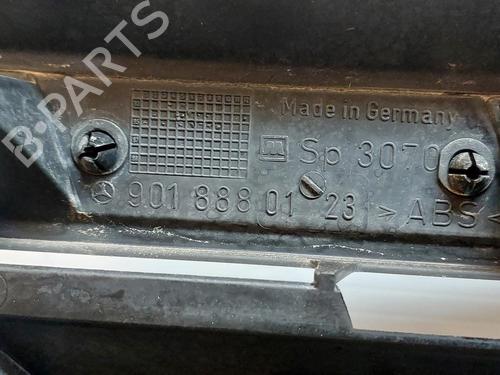 B-PARTS
Made in Germany
Sp 3070
901 888 01 23 > ABS <